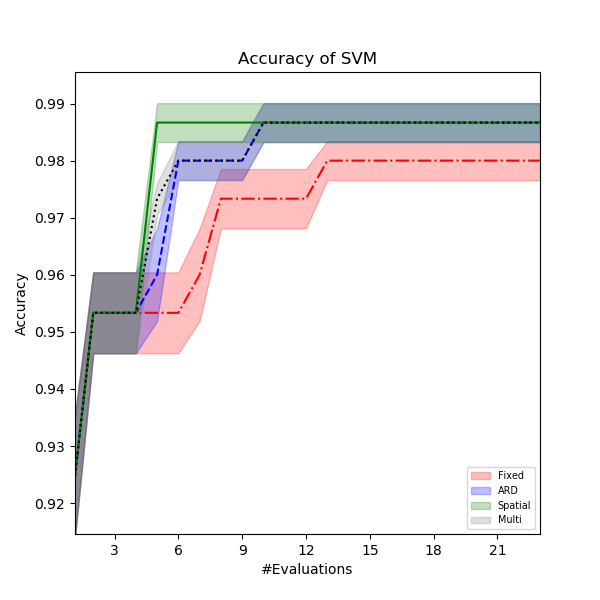 Accuracy of SVM
Accuracy
0.99
0.98
0.97
0.96
0.95
0.94
0.93
0.92
3 6 9 12 15 18 21
#Evaluations
Fixed
ARD
Spatial
Multi